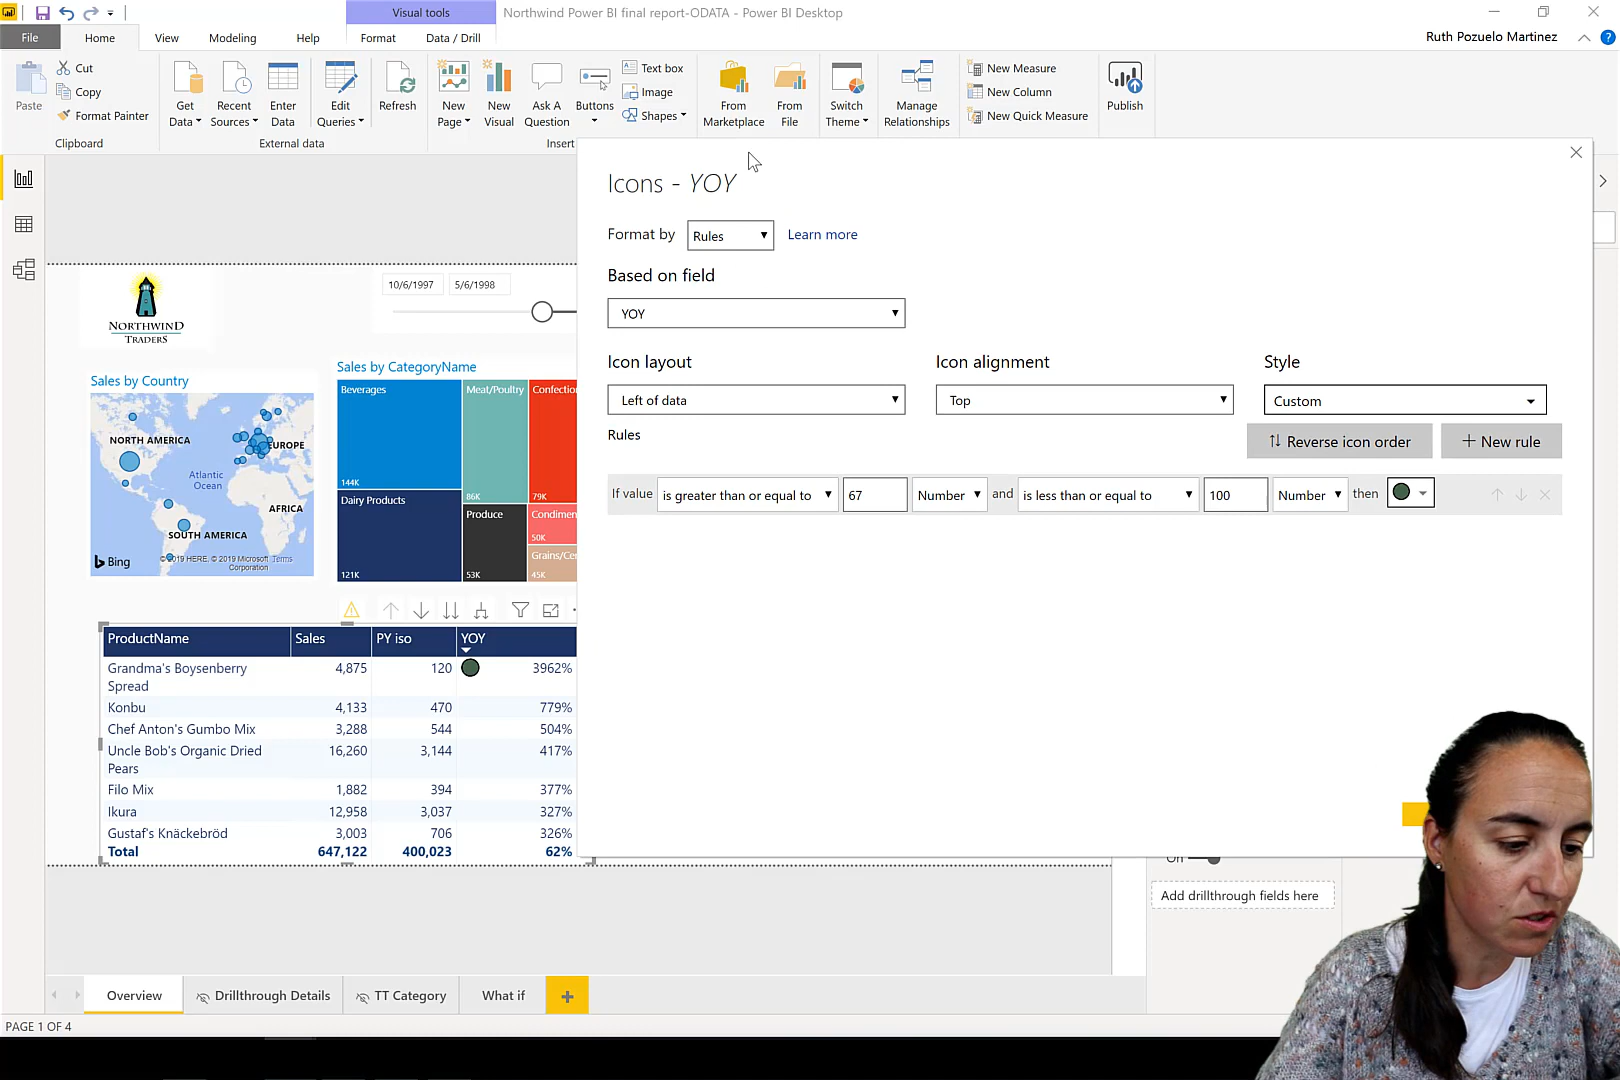 Visual tools
Northwind Power BI final report-ODATA - Power BI Desktop
File
Home
View
Modeling
Help
Format
Data / Drill
Ruth Pozuelo Martinez
Paste
Cut
Copy
Format Painter
Clipboard
Get Data
Recent Sources
Enter Data
Edit Queries
External data
Refresh
New Page
New Visual
Ask A Question
Buttons
Text box
Image
Shapes
Insert
From Marketplace
From File
Switch Theme
Manage Relationships
New Measure
New Column
New Quick Measure
Publish
Icons - YOY
Format by
Rules
Learn more
Based on field
YOY
Icon layout
Icon alignment
Style
Left of data
Top
Custom
Rules
Reverse icon order
New rule
If value
is greater than or equal to
67
Number
and
is less than or equal to
100
Number
then
NORTHWIND
TRADERS
10/6/1997
5/6/1998
Sales by Country
NORTH AMERICA
EUROPE
Atlantic
Ocean
AFRICA
SOUTH AMERICA
Bing
© 2019 HERE, © 2019 Microsoft Corporation Terms
Sales by CategoryName
Beverages
144K
Meat/Poultry
86K
79K
Dairy Products
121K
Produce
53K
50K
45K
ProductName Sales PY iso YOY
Grandma's Boysenberry Spread 4,875 120 3962%
Konbu 4,133 470 779%
Chef Anton's Gumbo Mix 3,288 544 504%
Uncle Bob's Organic Dried Pears 16,260 3,144 417%
Filo Mix 1,882 394 377%
Ikura 12,958 3,037 327%
Gustaf's Knäckebröd 3,003 706 326%
Total 647,122 400,023 62%
On
Add drillthrough fields here
Overview
Drillthrough Details
TT Category
What if
PAGE 1 OF 4